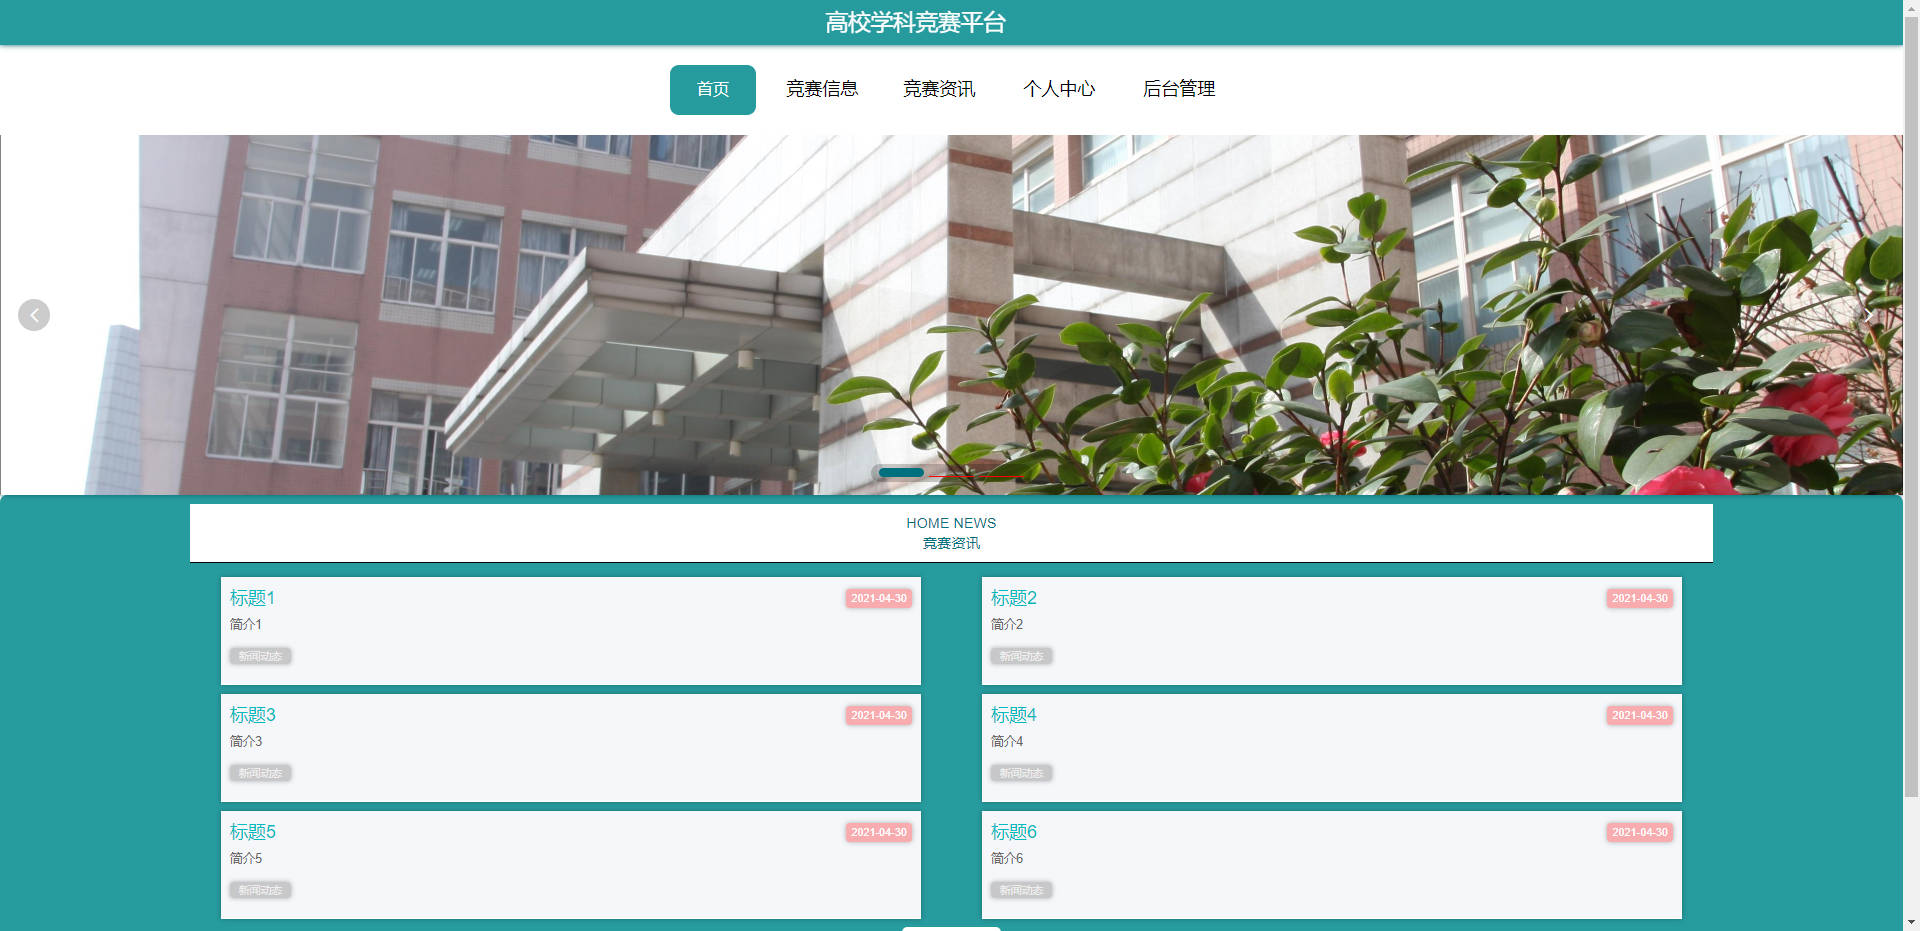 高校学科竞赛平台
首页 竞赛信息 竞赛资讯 个人中心 后台管理
HOME NEWS
竞赛资讯
标题1 2021-04-30
简介1
新闻动态
标题2 2021-04-30
简介2
新闻动态
标题3 2021-04-30
简介3
新闻动态
标题4 2021-04-30
简介4
新闻动态
标题5 2021-04-30
简介5
新闻动态
标题6 2021-04-30
简介6
新闻动态